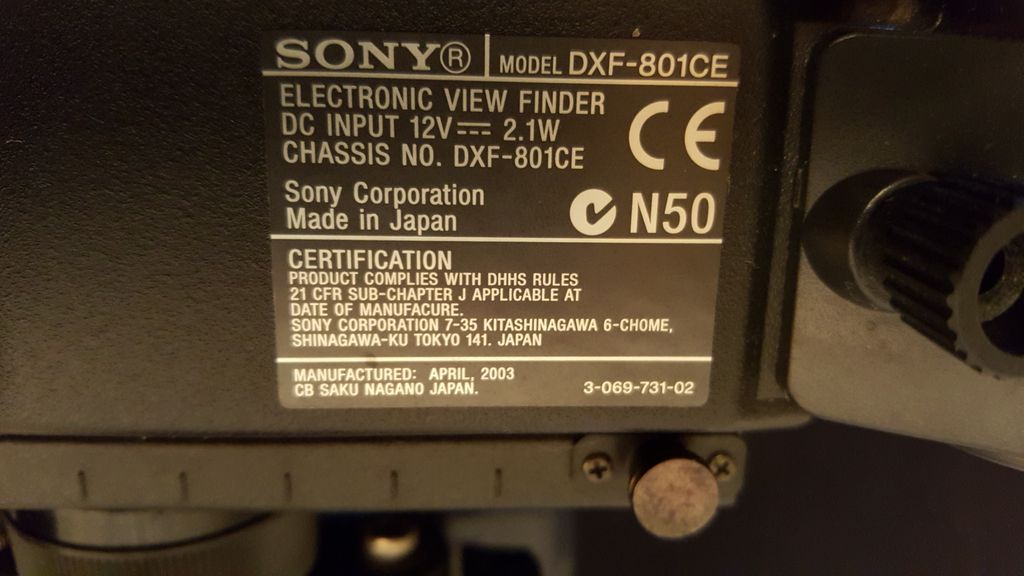 SONY® MODEL DXF-801CE
ELECTRONIC VIEW FINDER
DC INPUT 12V⎓ 2.1W
CHASSIS NO. DXF-801CE
CE
Sony Corporation
Made in Japan
N50
CERTIFICATION
PRODUCT COMPLIES WITH DHHS RULES
21 CFR SUB-CHAPTER J APPLICABLE AT
DATE OF MANUFACURE.
SONY CORPORATION 7-35 KITASHINAGAWA 6-CHOME,
SHINAGAWA-KU TOKYO 141. JAPAN
MANUFACTURED: APRIL, 2003
CB SAKU NAGANO JAPAN. 3-069-731-02